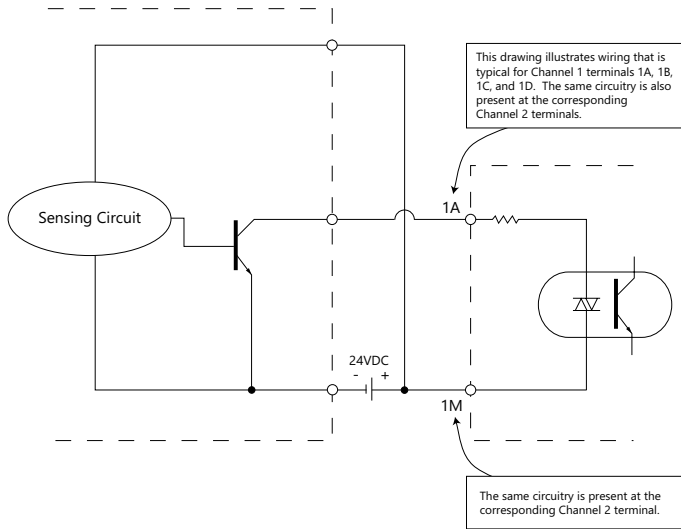 This drawing illustrates wiring that is
typical for Channel 1 terminals 1A, 1B,
1C, and 1D.  The same circuitry is also
present at the corresponding
Channel 2 terminals.
Sensing Circuit
1A
24VDC
- +
1M
The same circuitry is present at the
corresponding Channel 2 terminal.